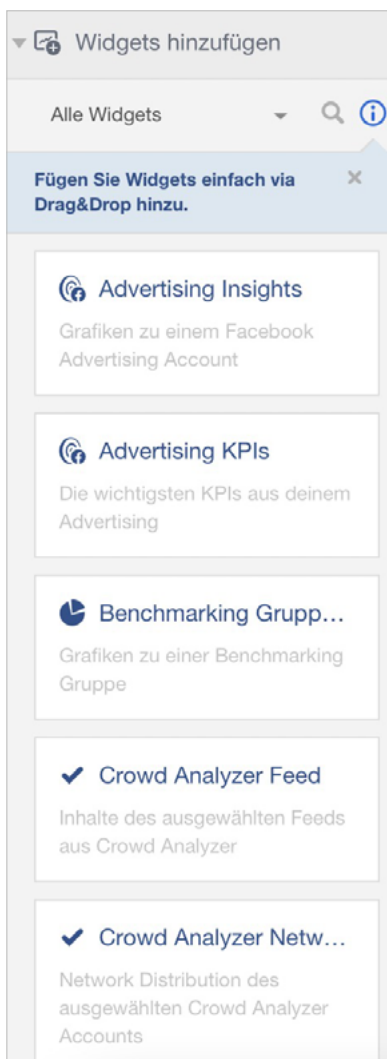 Widgets hinzufügen
Alle Widgets
Fügen Sie Widgets einfach via
Drag&Drop hinzu.
Advertising Insights
Grafiken zu einem Facebook
Advertising Account
Advertising KPIs
Die wichtigsten KPIs aus deinem
Advertising
Benchmarking Grupp...
Grafiken zu einer Benchmarking
Gruppe
Crowd Analyzer Feed
Inhalte des ausgewählten Feeds
aus Crowd Analyzer
Crowd Analyzer Netw...
Network Distribution des
ausgewählten Crowd Analyzer
Accounts